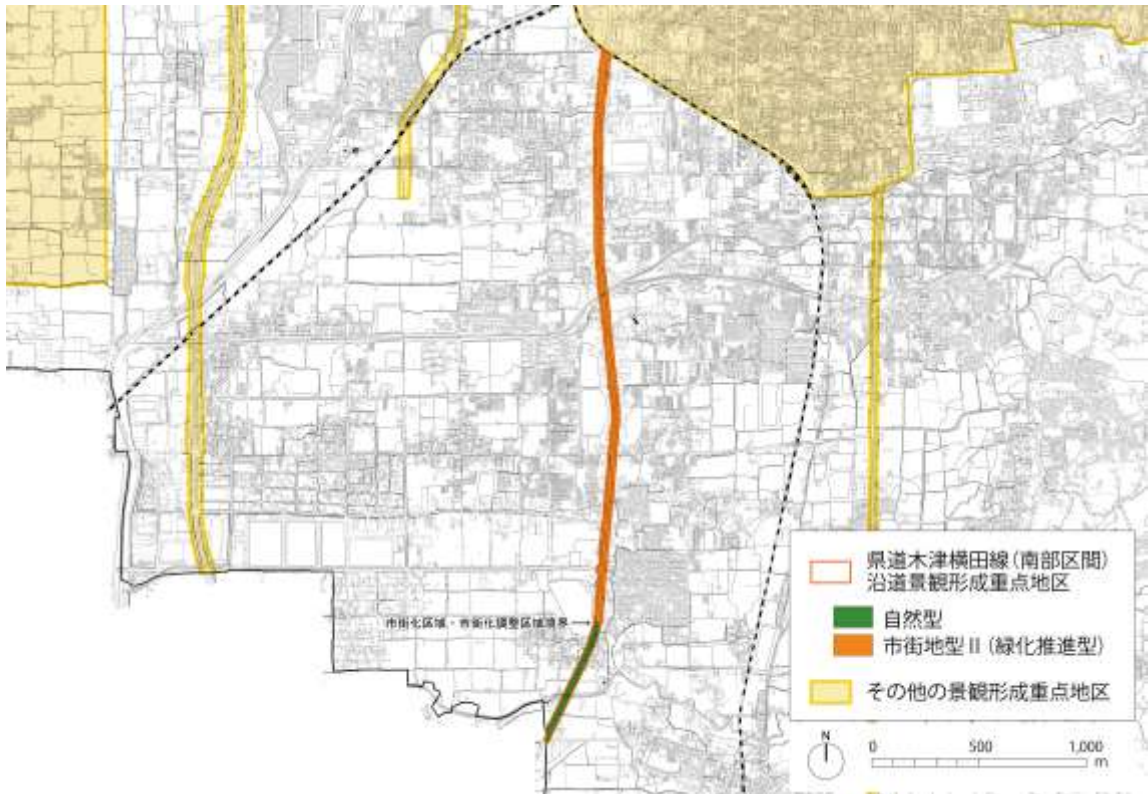 市街化区域・市街化調整区域境界→
県道木津横田線(南部区間)
沿道景観形成重点地区
自然型
市街地型Ⅱ(緑化推進型)
その他の景観形成重点地区
N
0 500 1,000
m